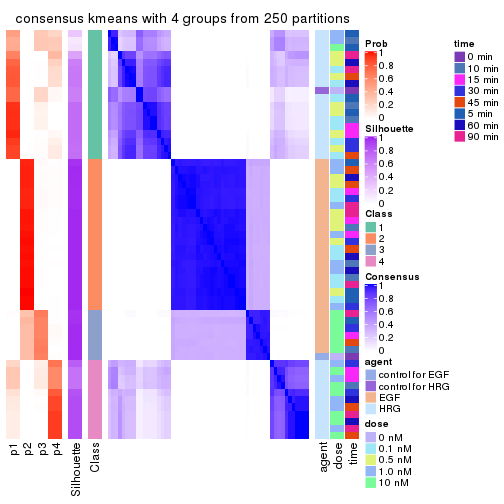 consensus kmeans with 4 groups from 250 partitions
Prob
1
0.8
0.6
0.4
0.2
0
Silhouette
1
0.8
0.6
0.4
0.2
0
Class
1
2
3
4
Consensus
1
0.8
0.6
0.4
0.2
0
agent
control for EGF
control for HRG
EGF
HRG
dose
0 nM
0.1 nM
0.5 nM
1.0 nM
10 nM
time
0 min
10 min
15 min
30 min
45 min
5 min
60 min
90 min
p1
p2
p3
p4
Silhouette
Class
agent
dose
time